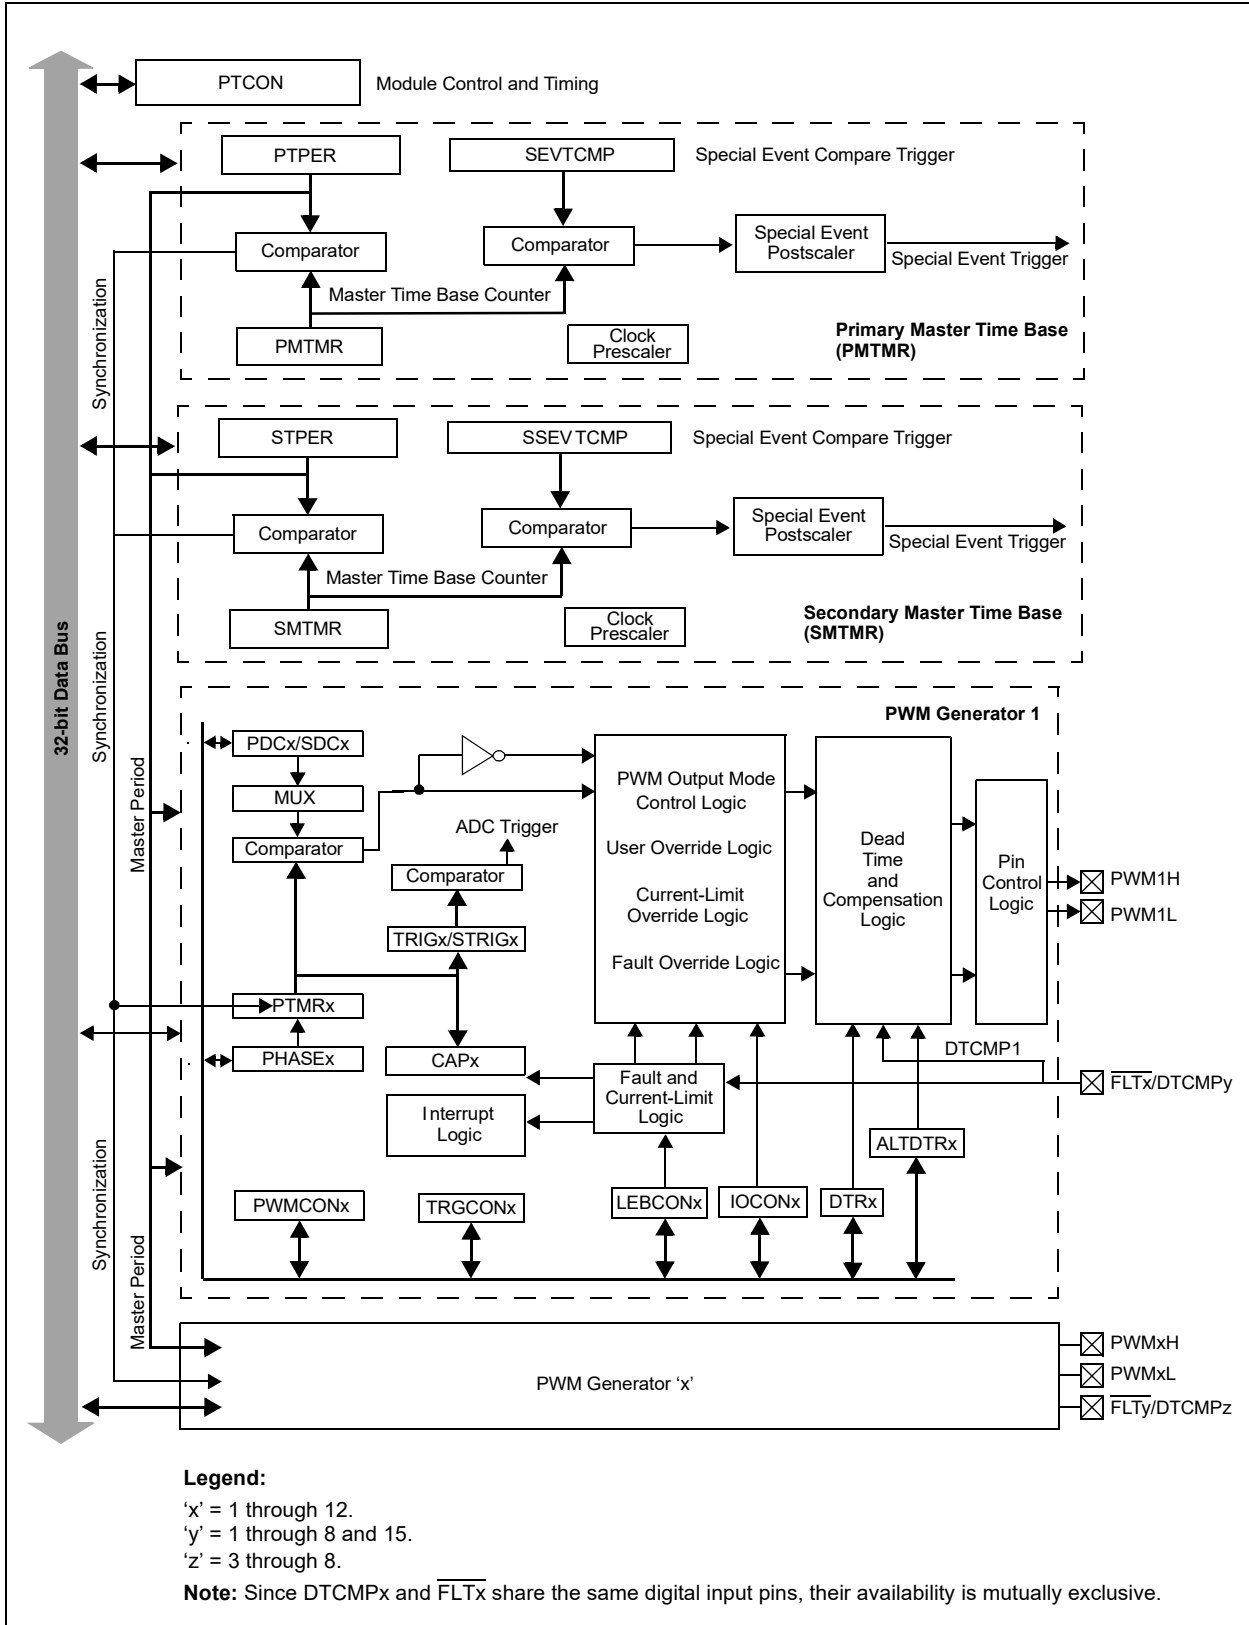 PTCON
Module Control and Timing
PTPER
SEVTCMP
Special Event Compare Trigger
Comparator
Comparator
Special Event
Postscaler
Special Event Trigger
Master Time Base Counter
PMTMR
Clock
Prescaler
Primary Master Time Base
(PMTMR)
Synchronization
STPER
SSEVTCMP
Special Event Compare Trigger
Comparator
Comparator
Special Event
Postscaler
Special Event Trigger
Master Time Base Counter
SMTMR
Clock
Prescaler
Secondary Master Time Base
(SMTMR)
32-bit Data Bus
Synchronization
Master Period
PWM Generator 1
PDCx/SDCx
MUX
Comparator
ADC Trigger
Comparator
TRIGx/STRIGx
PTMRx
PHASEx
CAPx
Interrupt
Logic
PWM Output Mode
Control Logic
User Override Logic
Current-Limit
Override Logic
Fault Override Logic
Dead
Time
and
Compensation
Logic
Pin
Control
Logic
PWM1H
PWM1L
DTCMP1
Fault and
Current-Limit
Logic
FLTx/DTCMPy
ALTDTRx
PWMCONx
TRGCONx
LEBCONx
IOCONx
DTRx
Synchronization
Master Period
PWM Generator ‘x’
PWMxH
PWMxL
FLTy/DTCMPz
Legend:
‘x’ = 1 through 12.
‘y’ = 1 through 8 and 15.
‘z’ = 3 through 8.
Note: Since DTCMPx and FLTx share the same digital input pins, their availability is mutually exclusive.